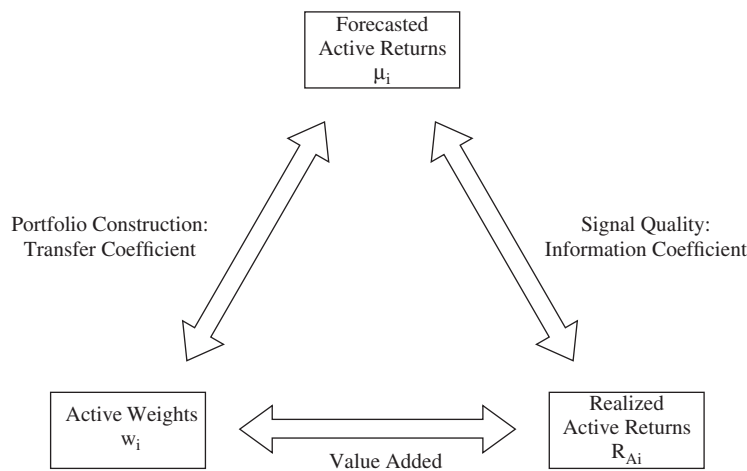 Forecasted
Active Returns
μi
Portfolio Construction:
Transfer Coefficient
Signal Quality:
Information Coefficient
Active Weights
wi
Value Added
Realized
Active Returns
RAi